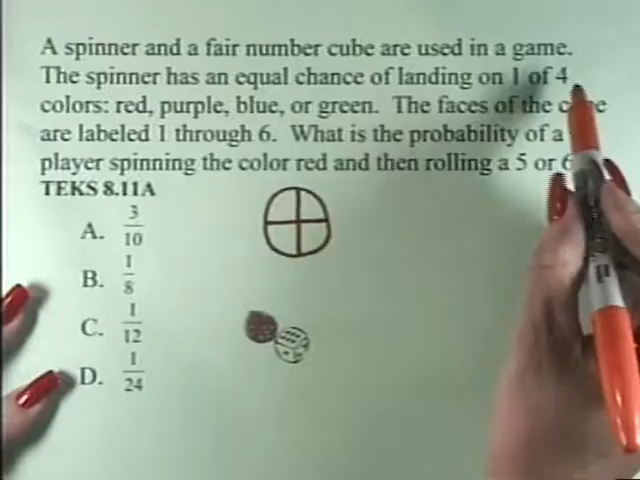 A spinner and a fair number cube are used in a game.
The spinner has an equal chance of landing on 1 of 4
colors: red, purple, blue, or green. The faces of the
are labeled 1 through 6. What is the probability of a
player spinning the color red and then rolling a 5 or 6
TEKS 8.11A
A. 3/10
B. 1/8
C. 1/12
D. 1/24